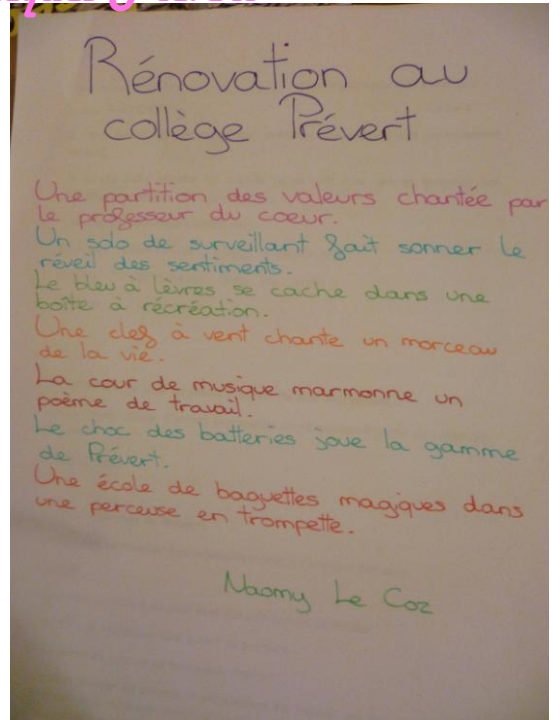 Rénovation au
collège Prévert
Une partition des valeurs chantée par
le professeur du coeur.
Un solo de surveillant fait sonner le
réveil des sentiments.
Le bleu à lèvres se cache dans une
boîte à récréation.
Une clef à vent chante un morceau
de la vie.
La cour de musique marmonne un
poème de travail.
Le choc des batteries joue la gamme
de Prévert.
Une école de baguettes magiques dans
une perceuse en trompette.
Naomy Le Coz